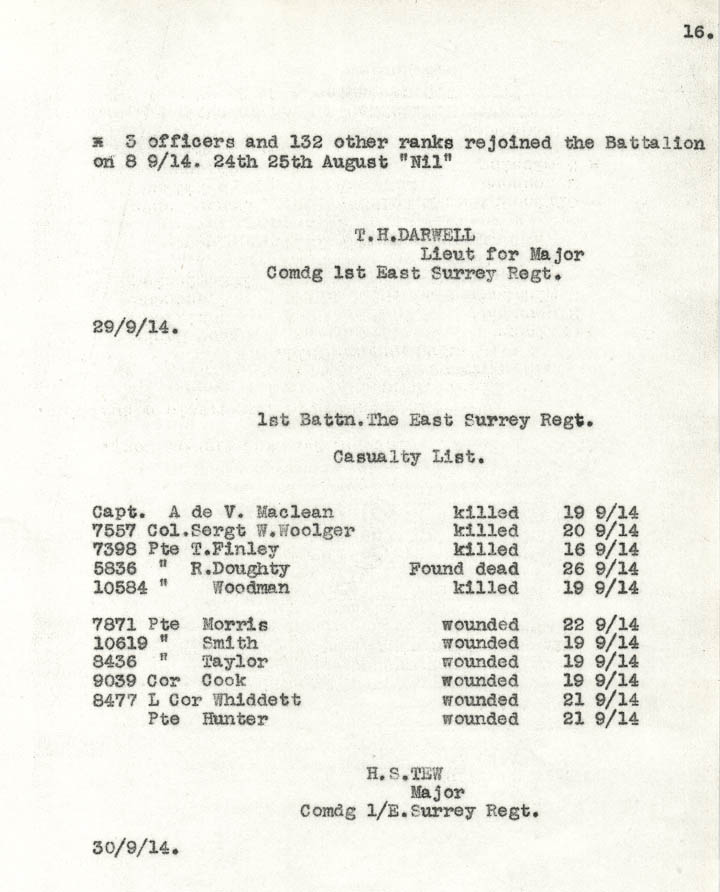 16.
* 3 officers and 132 other ranks rejoined the Battalion
on 8 9/14. 24th 25th August "Nil"
T.H.DARWELL
Lieut for Major
Comdg 1st East Surrey Regt.
29/9/14.
1st Battn.The East Surrey Regt.
Casualty List.
Capt. A de V. Maclean killed 19 9/14
7557 Col.Sergt W.Woolger killed 20 9/14
7398 Pte T.Finley killed 16 9/14
5836 " R.Doughty Found dead 26 9/14
10584 " Woodman killed 19 9/14
7871 Pte Morris wounded 22 9/14
10619 " Smith wounded 19 9/14
8436 " Taylor wounded 19 9/14
9039 Cor Cook wounded 19 9/14
8477 L Cor Whiddett wounded 21 9/14
Pte Hunter wounded 21 9/14
H.S.TEW
Major
Comdg 1/E.Surrey Regt.
30/9/14.